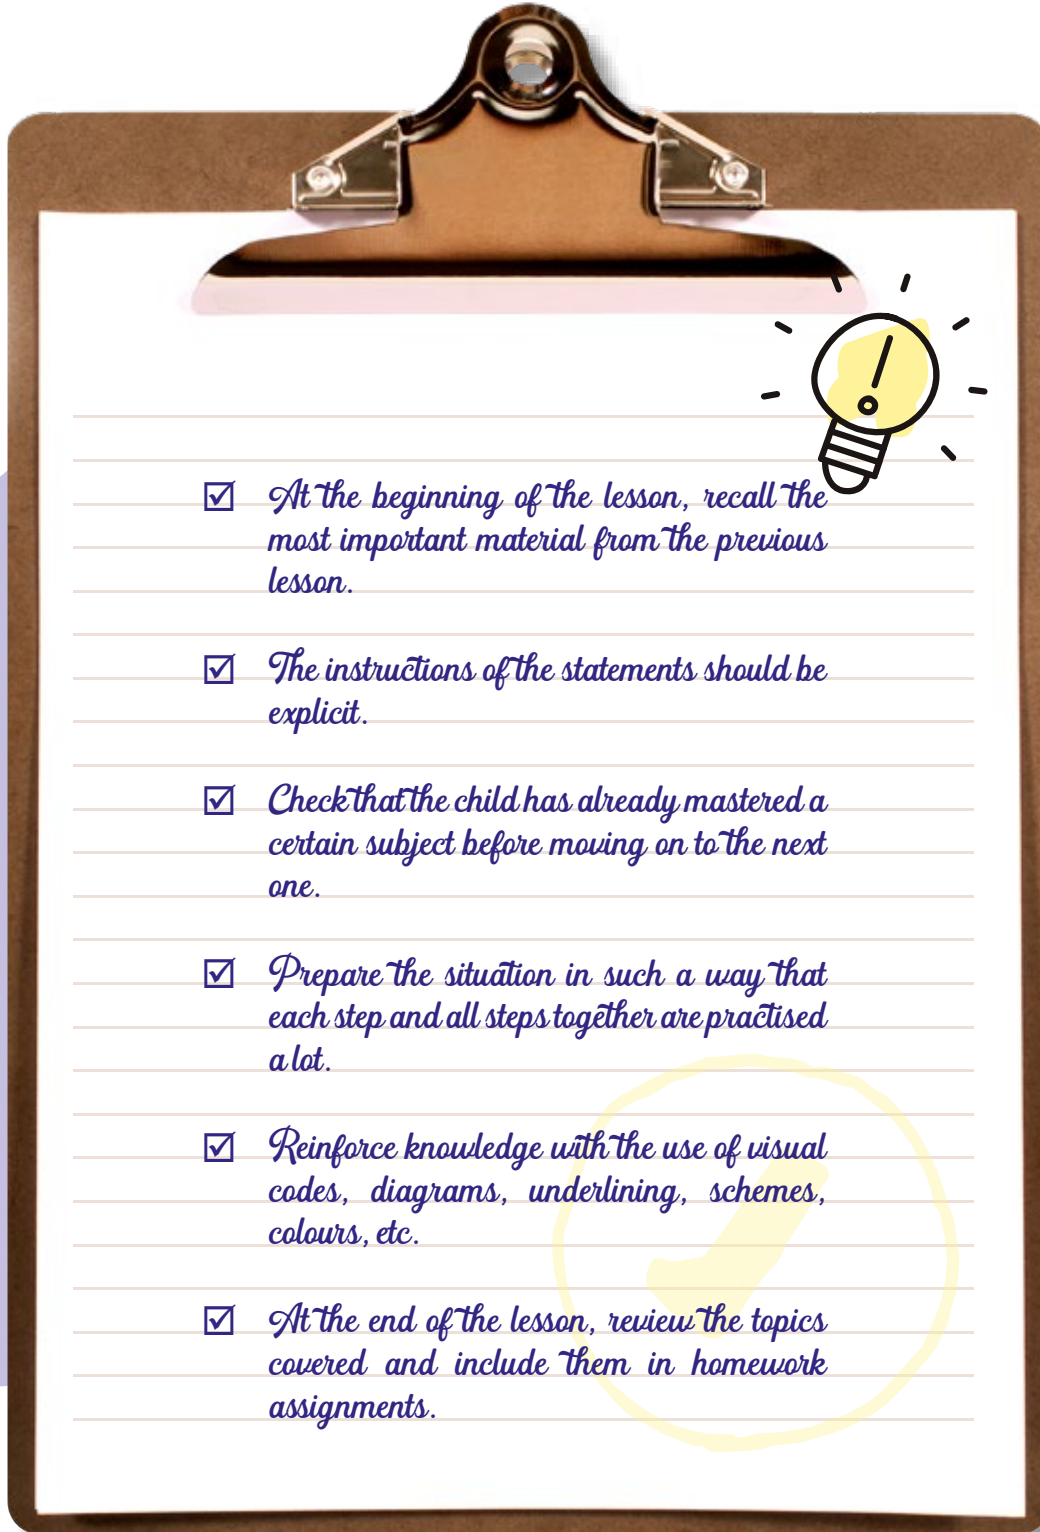 At the beginning of the lesson, recall the
most important material from the previous
lesson.
The instructions of the statements should be
explicit.
Check that the child has already mastered a
certain subject before moving on to the next
one.
Prepare the situation in such a way that
each step and all steps together are practised
a lot.
Reinforce knowledge with the use of visual
codes, diagrams, underlining, schemes,
colours, etc.
At the end of the lesson, review the topics
covered and include them in homework
assignments.